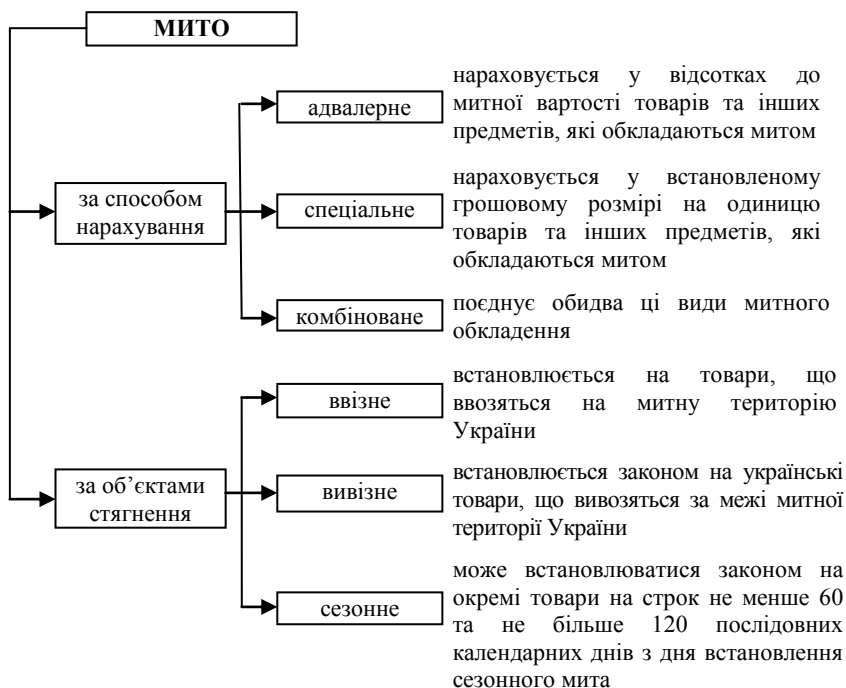 МИТО
за способом
нарахування
адвалерне
нараховується у відсотках до
митної вартості товарів та інших
предметів, які обкладаються митом
спеціальне
нараховується у встановленому
грошовому розмірі на одиницю
товарів та інших предметів, які
обкладаються митом
комбіноване
поєднує обидва ці види митного
обкладення
за об’єктами
стягнення
ввізне
встановлюється на товари, що
ввозяться на митну територію
України
вивізне
встановлюється законом на українські
товари, що вивозяться за межі митної
території України
сезонне
може встановлюватися законом на
окремі товари на строк не менше 60
та не більше 120 послідовних
календарних днів з дня встановлення
сезонного мита